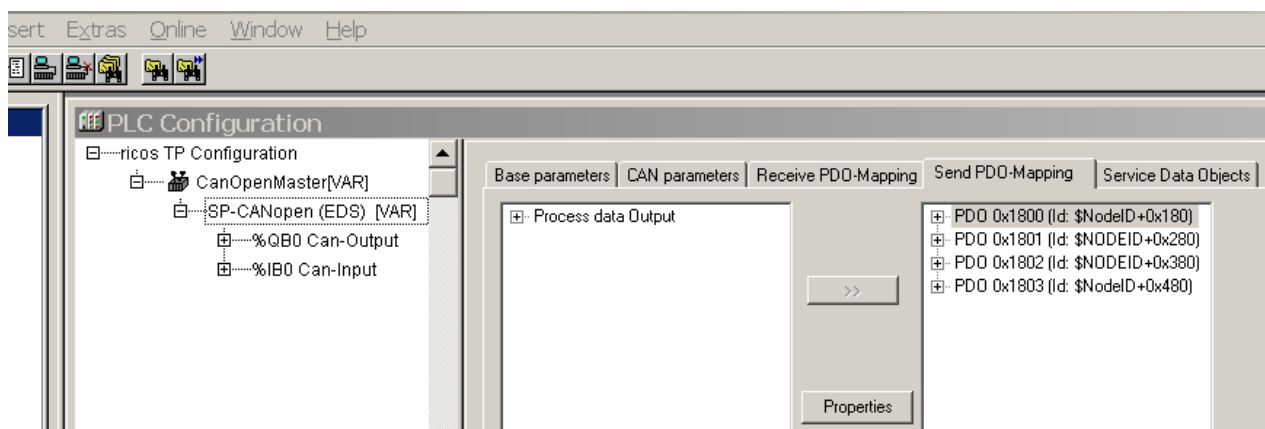 sert Extras Online Window Help
PLC Configuration
ricos TP Configuration
CanOpenMaster[VAR]
SP-CANopen (EDS) [VAR]
%QB0 Can-Output
%IB0 Can-Input
Base parameters CAN parameters Receive PDO-Mapping Send PDO-Mapping Service Data Objects
Process data Output
>>
Properties
PDO 0x1800 (Id: $NodeID+0x180)
PDO 0x1801 (Id: $NODEID+0x280)
PDO 0x1802 (Id: $NODEID+0x380)
PDO 0x1803 (Id: $NodeID+0x480)